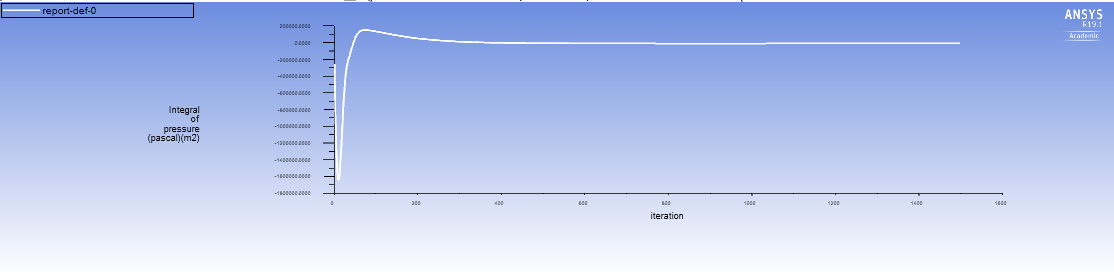 report-def-0
ANSYS
R19.1
Academic
200000.0000
0.0000
-200000.0000
-400000.0000
-600000.0000
-800000.0000
-1000000.0000
-1200000.0000
-1400000.0000
-1600000.0000
-1800000.0000
Integral
of
pressure
(pascal)(m2)
0 200 400 600 800 1000 1200 1400 1600
iteration